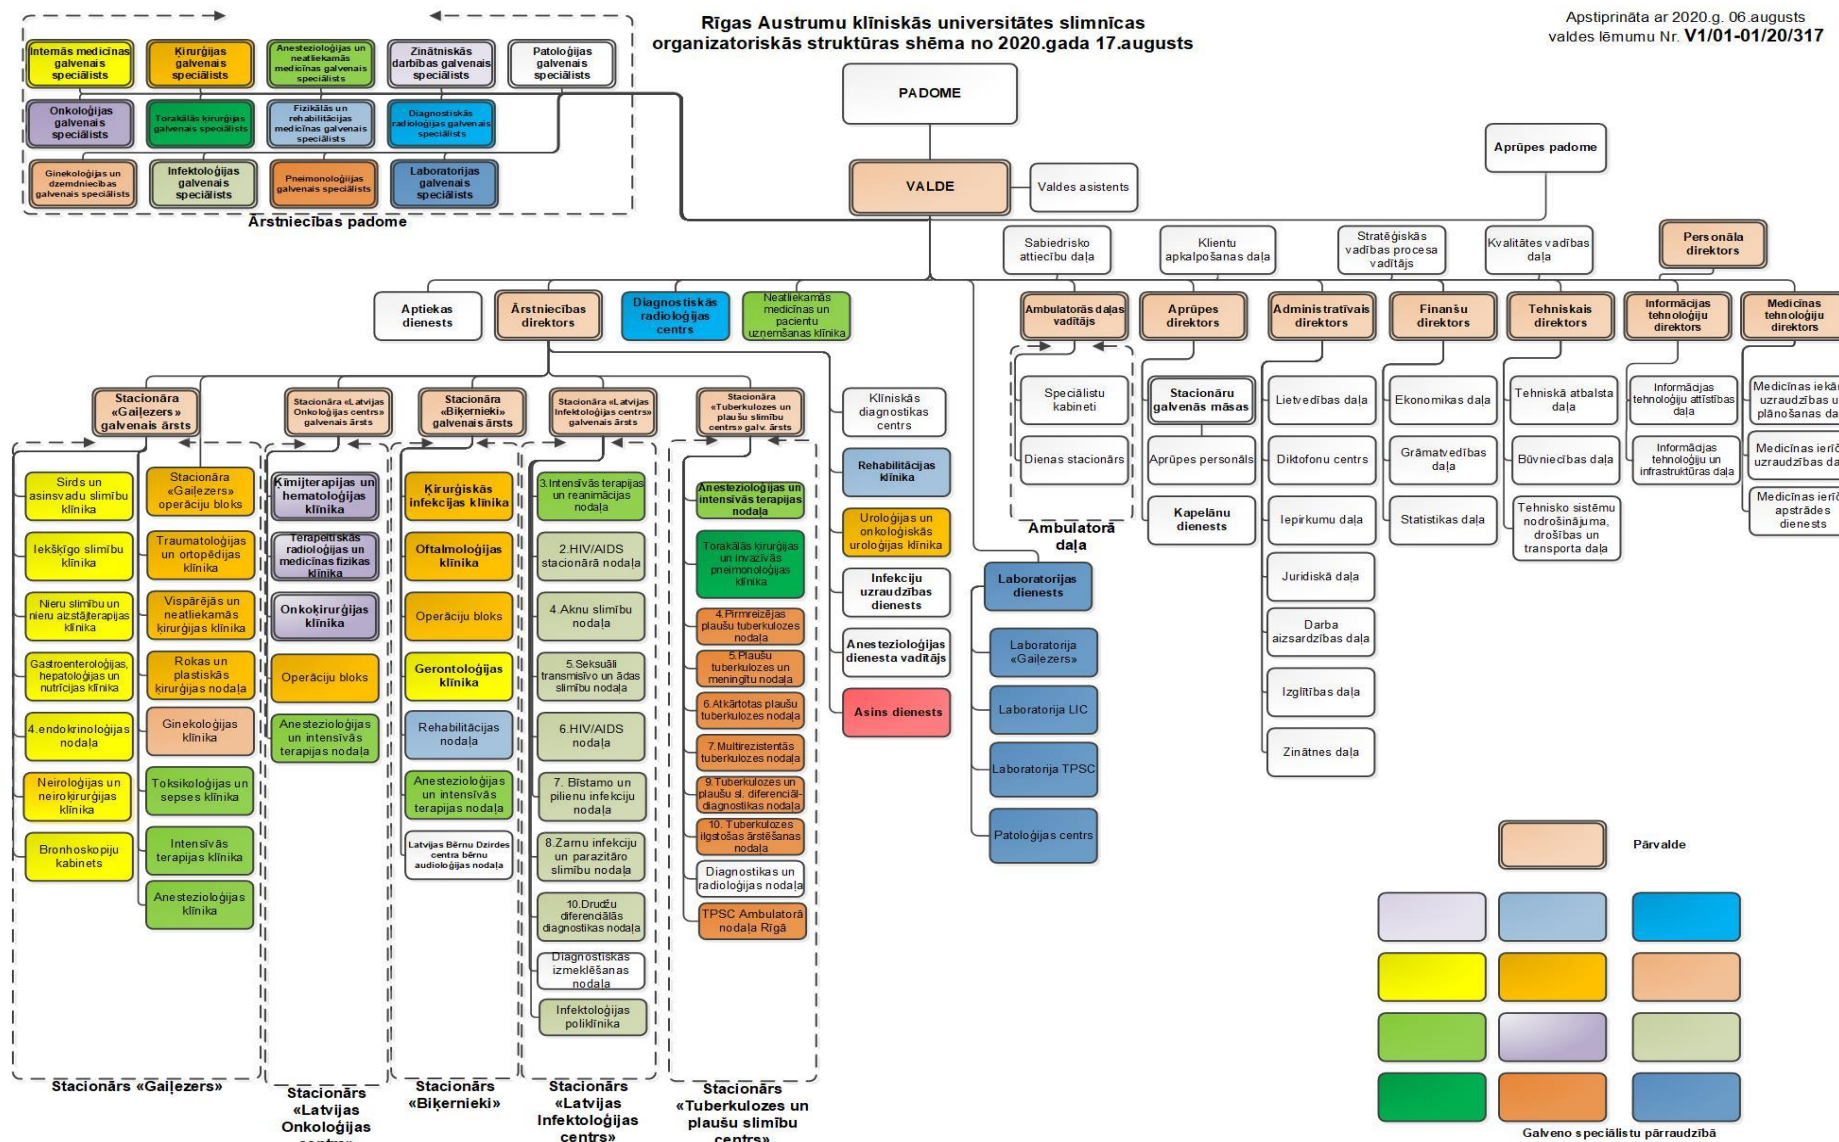 Rīgas Austrumu klīniskās universitātes slimnīcas
organizatoriskās struktūras shēma no 2020.gada 17.augusts
Apstiprināta ar 2020.g. 06.augusts
valdes lēmumu Nr. V1/01-01/20/317
Internās medicīnas
galvenais
speciālists
Ķirurģijas
galvenais
speciālists
Anestezioloģijas un
neatliekamās
medicīnas galvenais
speciālists
Zinātniskās
darbības galvenais
speciālists
Patoloģijas
galvenais
speciālists
Onkoloģijas
galvenais
speciālists
Torakālās ķirurģijas
galvenais speciālists
Fizikālās un
rehabilitācijas
medicīnas galvenais
speciālists
Diagnostiskās
radioloģijas galvenais
speciālists
Ginekoloģijas un
dzemdniecības
galvenais speciālists
Infektoloģijas
galvenais
speciālists
Pneimonoloģijas
galvenais speciālists
Laboratorijas
galvenais
speciālists
Ārstniecības padome
PADOME
VALDE
Valdes asistents
Aprūpes padome
Sabiedrisko
attiecību daļa
Klientu
apkalpošanas daļa
Stratēģiskās
vadības procesa
vadītājs
Kvalitātes vadības
daļa
Personāla
direktors
Aptiekas
dienests
Ārstniecības
direktors
Diagnostiskās
radioloģijas
centrs
Neatliekamās
medicīnas un
pacientu
uzņemšanas klīnika
Ambulatorās daļas
vadītājs
Aprūpes
direktors
Administratīvais
direktors
Finanšu
direktors
Tehniskais
direktors
Informācijas
tehnoloģiju
direktors
Medicīnas
tehnoloģiju
direktors
Stacionāra
«Gaiļezers»
galvenais ārsts
Stacionāra «Latvijas
Onkoloģijas centrs»
galvenais ārsts
Stacionāra
«Biķernieki»
galvenais ārsts
Stacionāra «Latvijas
Infektoloģijas centrs»
galvenais ārsts
Stacionāra
«Tuberkulozes un
plaušu slimību
centrs» galv. ārsts
Sirds un
asinsvadu slimību
klīnika
Iekšķīgo slimību
klīnika
Nieru slimību un
nieru aizstājterapijas
klīnika
Gastroenteroloģijas,
hepatoloģijas un
nutrīcijas klīnika
4.endokrinoloģijas
nodaļa
Neiroloģijas un
neiroķirurģijas
klīnika
Bronhoskopiju
kabinets
Stacionāra
«Gaiļezers»
operāciju bloks
Traumatoloģijas
un ortopēdijas
klīnika
Vispārējās un
neatliekamās
ķirurģijas klīnika
Rokas un
plastiskās
ķirurģijas nodaļa
Ginekoloģijas
klīnika
Toksikoloģijas un
sepses klīnika
Intensīvās
terapijas klīnika
Anestezioloģijas
klīnika
Stacionārs «Gaiļezers»
Ķīmijterapijas un
hematoloģijas
klīnika
Terapeitiskās
radioloģijas un
medicīnas fizikas
klīnika
Onkoķirurģijas
klīnika
Operāciju bloks
Anestezioloģijas
un intensīvās
terapijas nodaļa
Stacionārs
«Latvijas
Onkoloģijas
centrs»
Ķirurģiskās
infekcijas klīnika
Oftalmoloģijas
klīnika
Operāciju bloks
Gerontoloģijas
klīnika
Rehabilitācijas
nodaļa
Anestezioloģijas
un intensīvās
terapijas nodaļa
Latvijas Bērnu Dzirdes
centra bērnu
audioloģijas nodaļa
Stacionārs
«Biķernieki»
3.Intensīvās terapijas
un reanimācijas
nodaļa
2.HIV/AIDS
stacionārā nodaļa
4.Aknu slimību
nodaļa
5.Seksuāli
transmisīvo un ādas
slimību nodaļa
6.HIV/AIDS
nodaļa
7. Bīstamo un
pilienu infekciju
nodaļa
8.Zarnu infekciju
un parazitāro
slimību nodaļa
10.Drudžu
diferenciālās
diagnostikas nodaļa
Diagnostiskās
izmeklēšanas
nodaļa
Infektoloģijas
poliklīnika
Stacionārs
«Latvijas
Infektoloģijas
centrs»
Anestezioloģijas un
intensīvās terapijas
nodaļa
Torakālās ķirurģijas
un invazīvās
pneimonoloģijas
klīnika
4.Pirmreizējas
plaušu tuberkulozes
nodaļa
5.Plaušu
tuberkulozes un
meningītu nodaļa
6.Atkārtotas plaušu
tuberkulozes nodaļa
7.Multirezistentās
tuberkulozes nodaļa
9.Tuberkulozes un
plaušu sl. diferenciāl-
diagnostikas nodaļa
10. Tuberkulozes
ilgstošas ārstēšanas
nodaļa
Diagnostikas un
radioloģijas nodaļa
TPSC Ambulatorā
nodaļa Rīgā
Stacionārs
«Tuberkulozes un
plaušu slimību
centrs»
Klīniskās
diagnostikas
centrs
Rehabilitācijas
klīnika
Uroloģijas un
onkoloģiskās
uroloģijas klīnika
Infekciju
uzraudzības
dienests
Anestezioloģijas
dienesta vadītājs
Asins dienests
Laboratorijas
dienests
Laboratorija
«Gaiļezers»
Laboratorija LIC
Laboratorija TPSC
Patoloģijas centrs
Speciālistu
kabineti
Dienas stacionārs
Ambulatorā
daļa
Stacionāru
galvenās māsas
Aprūpes personāls
Kapelānu
dienests
Lietvedības daļa
Diktofonu centrs
Iepirkumu daļa
Juridiskā daļa
Darba
aizsardzības daļa
Izglītības daļa
Zinātnes daļa
Ekonomikas daļa
Grāmatvedības
daļa
Statistikas daļa
Tehniskā atbalsta
daļa
Būvniecības daļa
Tehnisko sistēmu
nodrošinājuma,
drošības un
transporta daļa
Informācijas
tehnoloģiju attīstības
daļa
Informācijas
tehnoloģiju un
infrastruktūras daļa
Medicīnas iekār
uzraudzības u
plānošanas da
Medicīnas ierīč
uzraudzības da
Medicīnas ierīč
apstrādes
dienests
Pārvalde
Galveno speciālistu pārraudzībā